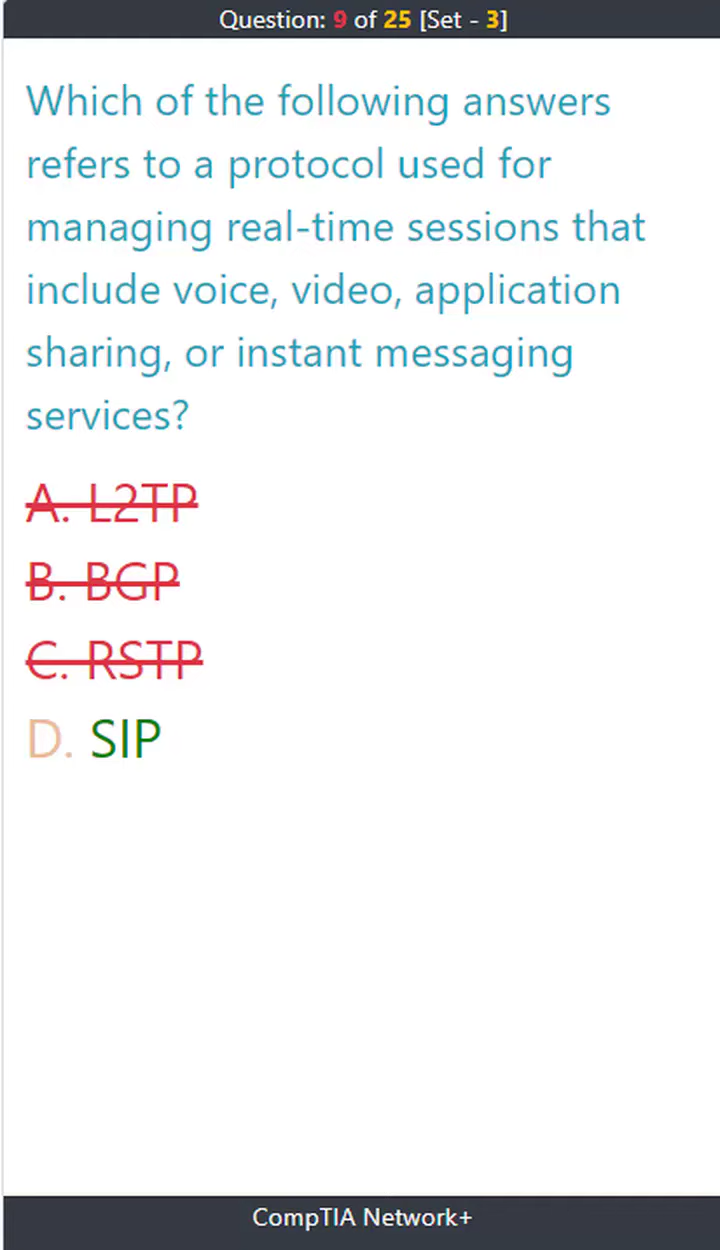 Question: 9 of 25 [Set - 3]
Which of the following answers
refers to a protocol used for
managing real-time sessions that
include voice, video, application
sharing, or instant messaging
services?
A. L2TP
B. BGP
C. RSTP
D. SIP
CompTIA Network+